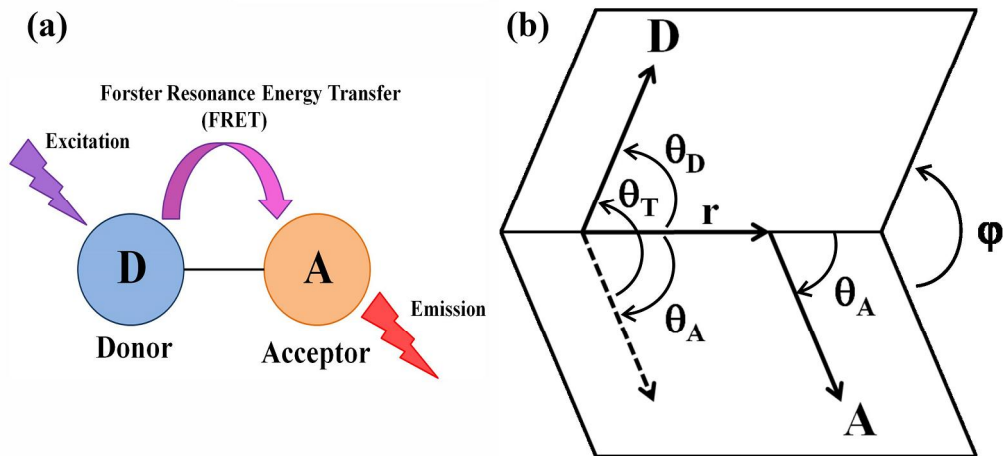 (a)
Forster Resonance Energy Transfer
(FRET)
Excitation
D
A
Emission
Donor
Acceptor
(b)
D
θD
θT
r
φ
θA
θA
A